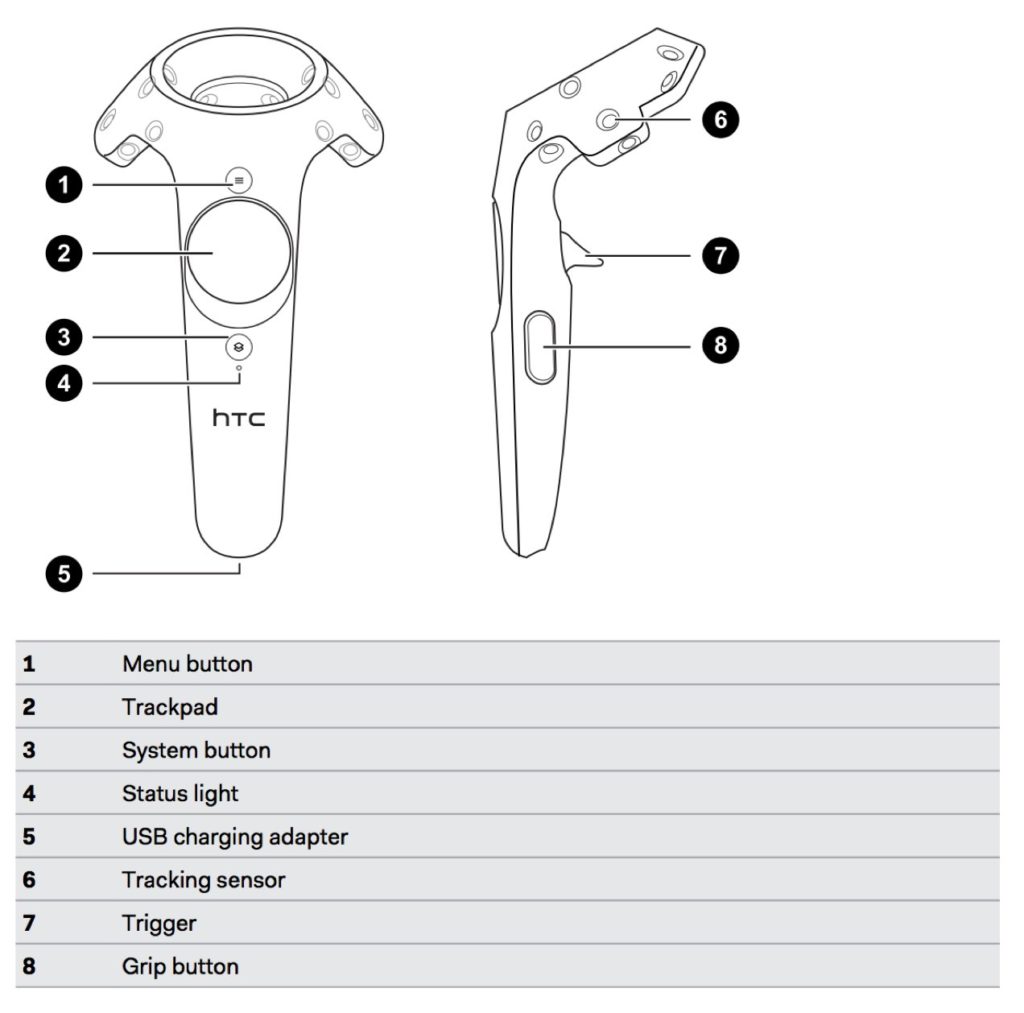 1
2
3
4
hTC
5
6
7
8
1 Menu button
2 Trackpad
3 System button
4 Status light
5 USB charging adapter
6 Tracking sensor
7 Trigger
8 Grip button